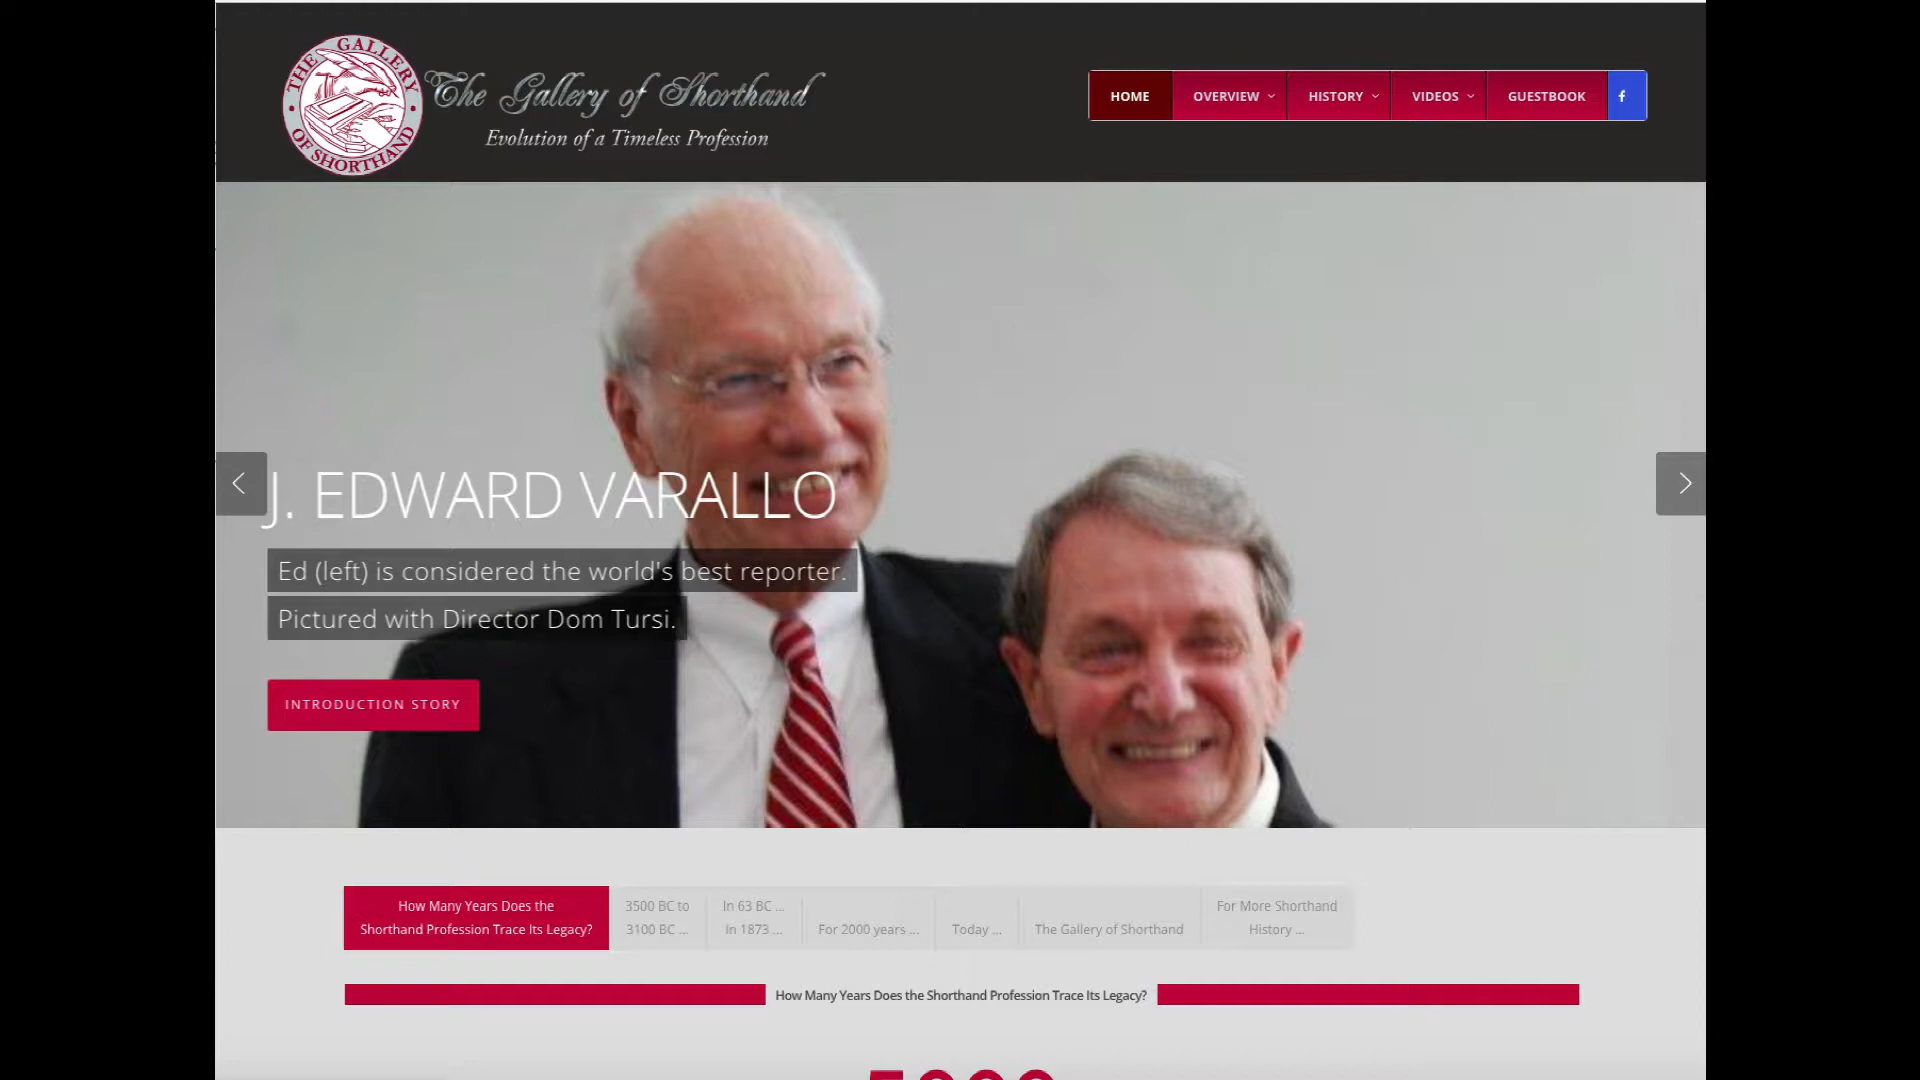 THE GALLERY
OF SHORTHAND
The Gallery of Shorthand
Evolution of a Timeless Profession
HOME
OVERVIEW
HISTORY
VIDEOS
GUESTBOOK
J. EDWARD VARALLO
Ed (left) is considered the world's best reporter.
Pictured with Director Dom Tursi.
INTRODUCTION STORY
How Many Years Does the
Shorthand Profession Trace Its Legacy?
3500 BC to
3100 BC ...
In 63 BC ...
In 1873 ...
For 2000 years ...
Today ...
The Gallery of Shorthand
For More Shorthand
History ...
How Many Years Does the Shorthand Profession Trace Its Legacy?